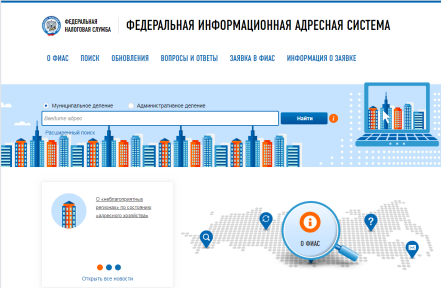 ФЕДЕРАЛЬНАЯ
НАЛОГОВАЯ СЛУЖБА
ФЕДЕРАЛЬНАЯ ИНФОРМАЦИОННАЯ АДРЕСНАЯ СИСТЕМА
О ФИАС ПОИСК ОБНОВЛЕНИЯ ВОПРОСЫ И ОТВЕТЫ ЗАЯВКА В ФИАС ИНФОРМАЦИЯ О ЗАЯВКЕ
Муниципальное деление Административное деление
Введите адрес
Найти
Расширенный поиск
О неблагоприятных
регионах по состоянию
«адресного хозяйства»
О ФИАС
Открыть все новости